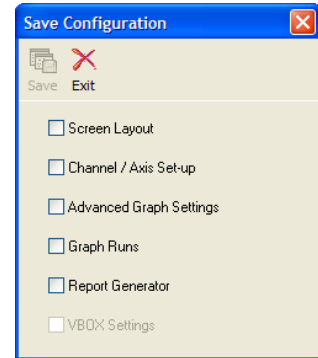 Save Configuration
Save Exit
Screen Layout
Channel / Axis Set-up
Advanced Graph Settings
Graph Runs
Report Generator
VBOX Settings